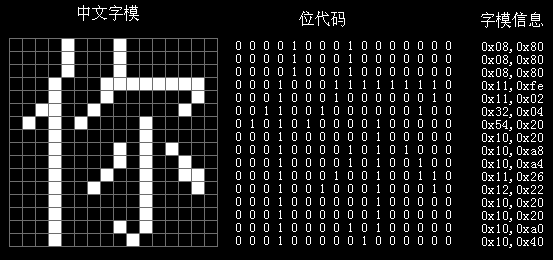 中文字模 位代码 字模信息
0 0 0 0 1 0 0 0 1 0 0 0 0 0 0 0 0x08,0x80
0 0 0 0 1 0 0 0 1 0 0 0 0 0 0 0 0x08,0x80
0 0 0 0 1 0 0 0 1 0 0 0 0 0 0 0 0x08,0x80
0 0 0 1 0 0 0 1 1 1 1 1 1 1 1 0 0x11,0xfe
0 0 0 1 0 0 0 1 0 0 0 0 0 0 1 0 0x11,0x02
0 0 1 1 0 0 1 0 0 0 0 0 0 1 0 0 0x32,0x04
0 1 0 1 0 1 0 0 0 0 1 0 0 0 0 0 0x54,0x20
0 0 0 1 0 0 0 0 0 0 1 0 0 0 0 0 0x10,0x20
0 0 0 1 0 0 0 0 1 0 1 0 1 0 0 0 0x10,0xa8
0 0 0 1 0 0 0 0 1 0 1 0 0 1 0 0 0x10,0xa4
0 0 0 1 0 0 0 1 0 0 1 0 0 1 1 0 0x11,0x26
0 0 0 1 0 0 1 0 0 0 1 0 0 0 1 0 0x12,0x22
0 0 0 1 0 0 0 0 0 0 1 0 0 0 0 0 0x10,0x20
0 0 0 1 0 0 0 0 0 0 1 0 0 0 0 0 0x10,0x20
0 0 0 1 0 0 0 0 1 0 1 0 0 0 0 0 0x10,0xa0
0 0 0 1 0 0 0 0 0 1 0 0 0 0 0 0 0x10,0x40